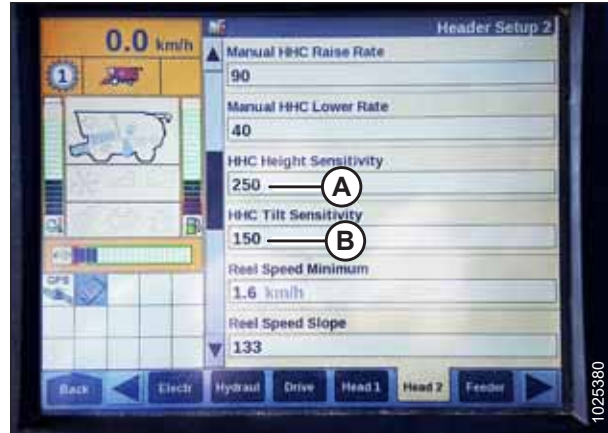 Header Setup 2
0.0 km/h
1
Manual HHC Raise Rate
90
Manual HHC Lower Rate
40
HHC Height Sensitivity
250
A
HHC Tilt Sensitivity
150
B
Reel Speed Minimum
1.6 km/h
Reel Speed Slope
133
GPS
Back Electr Hydraul Drive Head 1 Head 2 Feeder
1025380